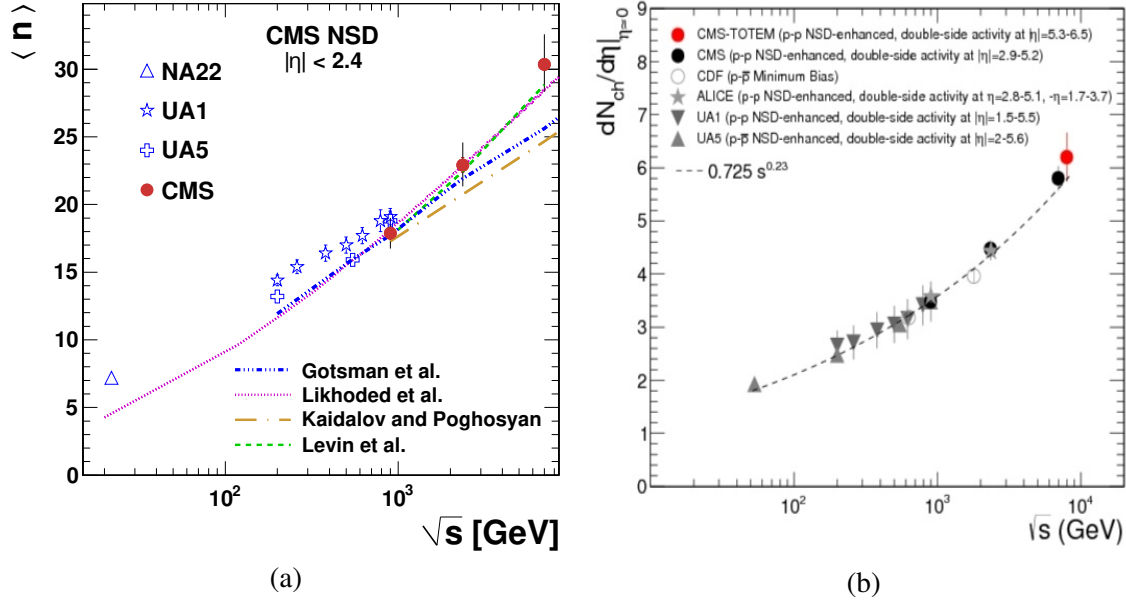 ⟨ n ⟩
CMS NSD
|η| < 2.4
NA22
UA1
UA5
CMS
Gotsman et al.
Likhoded et al.
Kaidalov and Poghosyan
Levin et al.
30
25
20
15
10
5
0
10²
10³
√s [GeV]
(a)
dN_ch/dη|η≃0
CMS-TOTEM (p-p NSD-enhanced, double-side activity at |η|=5.3-6.5)
CMS (p-p NSD-enhanced, double-side activity at |η|=2.9-5.2)
CDF (p-p̅ Minimum Bias)
ALICE (p-p NSD-enhanced, double-side activity at η=2.8-5.1, -η=1.7-3.7)
UA1 (p-p NSD-enhanced, double-side activity at |η|=1.5-5.5)
UA5 (p-p̅ NSD-enhanced, double-side activity at |η|=2-5.6)
0.725 s^0.23
9
8
7
6
5
4
3
2
1
0
10²
10³
10⁴
√s (GeV)
(b)